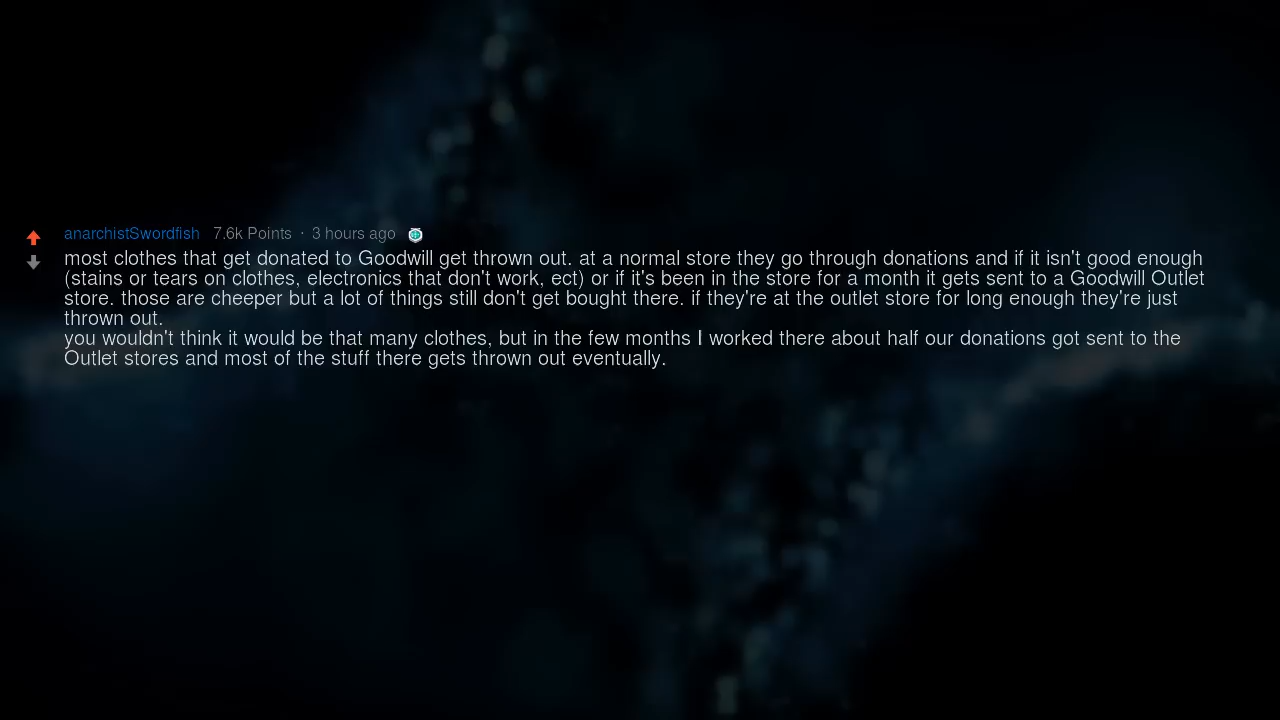 anarchistSwordfish 7.6k Points · 3 hours ago
most clothes that get donated to Goodwill get thrown out. at a normal store they go through donations and if it isn't good enough
(stains or tears on clothes, electronics that don't work, ect) or if it's been in the store for a month it gets sent to a Goodwill Outlet
store. those are cheeper but a lot of things still don't get bought there. if they're at the outlet store for long enough they're just
thrown out.
you wouldn't think it would be that many clothes, but in the few months I worked there about half our donations got sent to the
Outlet stores and most of the stuff there gets thrown out eventually.